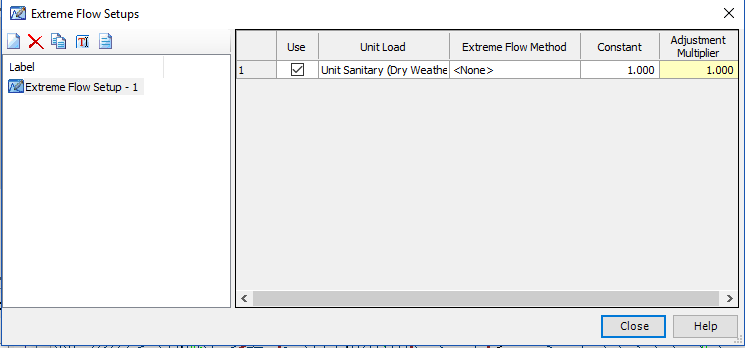 Extreme Flow Setups
Label
Extreme Flow Setup - 1
Use Unit Load Extreme Flow Method Constant Adjustment Multiplier
1 Unit Sanitary (Dry Weathe <None> 1.000 1.000
Close Help